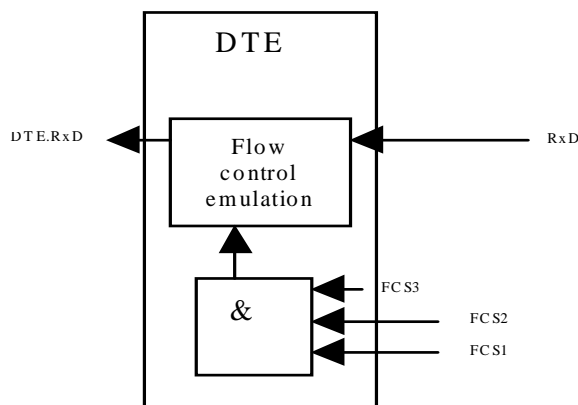 DTE
DTE.RxD
RxD
Flow
control
emulation
&
FCS3
FCS2
FCS1